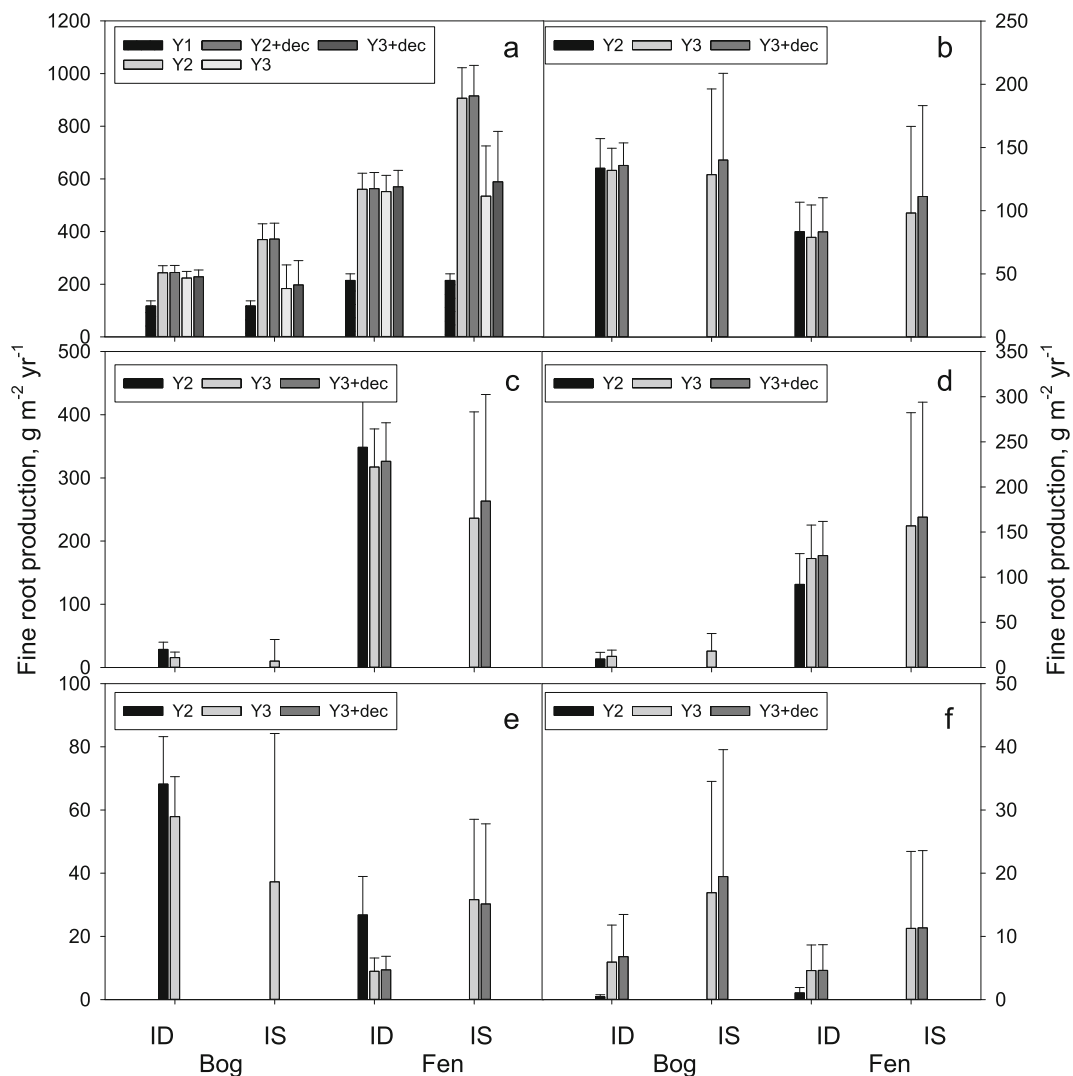 Fine root production, g m⁻² yr⁻¹
1200
1000
800
600
400
200
0
Y1 Y2+dec Y3+dec
Y2 Y3
a
Y2 Y3 Y3+dec
b
250
200
150
100
50
0
500
400
300
200
100
0
Y2 Y3 Y3+dec
c
Y2 Y3 Y3+dec
d
350
300
250
200
150
100
50
0
100
80
60
40
20
0
Y2 Y3 Y3+dec
e
Y2 Y3 Y3+dec
f
50
40
30
20
10
0
Fine root production, g m⁻² yr⁻¹
ID IS ID IS ID IS ID IS
Bog Fen Bog Fen